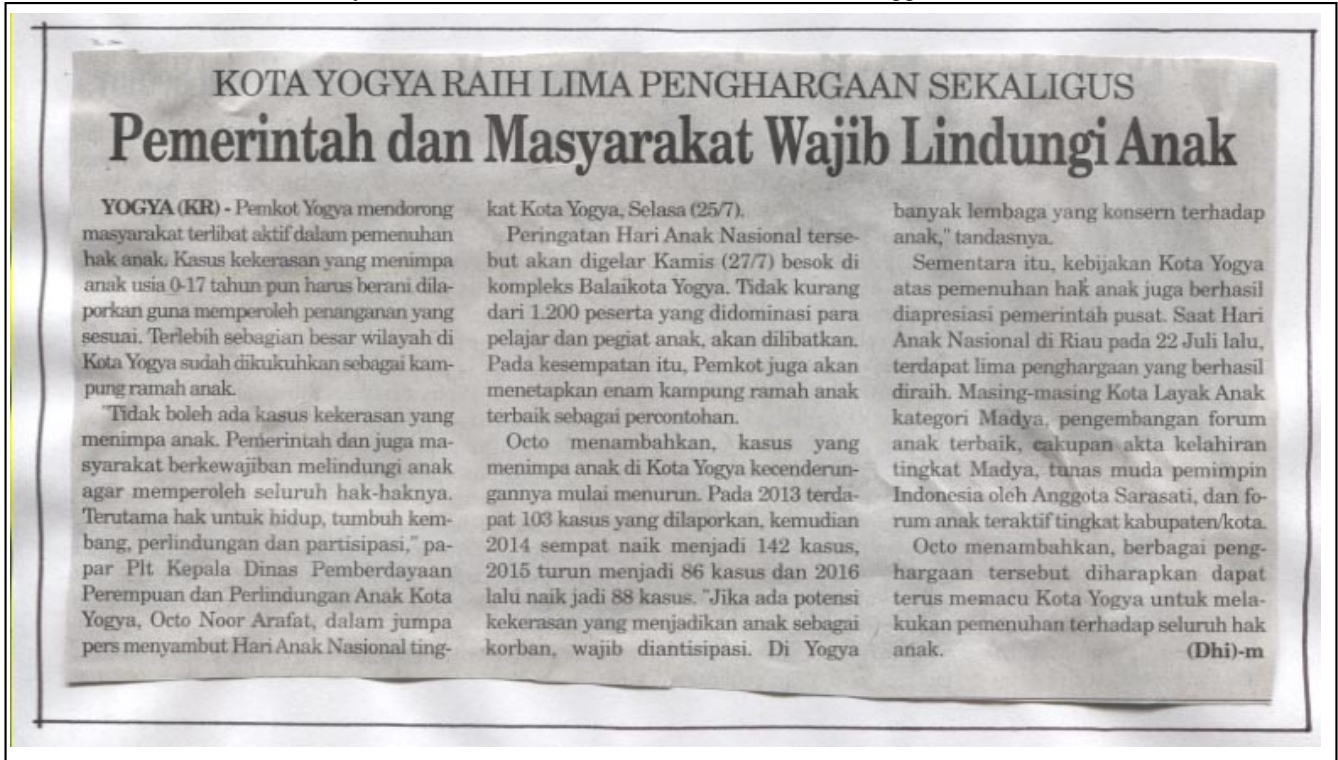 KOTA YOGYA RAIH LIMA PENGHARGAAN SEKALIGUS
Pemerintah dan Masyarakat Wajib Lindungi Anak
YOGYA (KR) - Pemkot Yogya mendorong
masyarakat terlibat aktif dalam pemenuhan
hak anak. Kasus kekerasan yang menimpa
anak usia 0-17 tahun pun harus berani dila-
porkan guna memperoleh penanganan yang
sesuai. Terlebih sebagian besar wilayah di
Kota Yogya sudah dikukuhkan sebagai kam-
pung ramah anak.
"Tidak boleh ada kasus kekerasan yang
menimpa anak. Pemerintah dan juga ma-
syarakat berkewajiban melindungi anak
agar memperoleh seluruh hak-haknya.
Terutama hak untuk hidup, tumbuh kem-
bang, perlindungan dan partisipasi," pa-
par Plt Kepala Dinas Pemberdayaan
Perempuan dan Perlindungan Anak Kota
Yogya, Octo Noor Arafat, dalam jumpa
pers menyambut Hari Anak Nasional ting-
kat Kota Yogya, Selasa (25/7).
Peringatan Hari Anak Nasional terse-
but akan digelar Kamis (27/7) besok di
kompleks Balaikota Yogya. Tidak kurang
dari 1.200 peserta yang didominasi para
pelajar dan pegiat anak, akan dilibatkan.
Pada kesempatan itu, Pemkot juga akan
menetapkan enam kampung ramah anak
terbaik sebagai percontohan.
Octo menambahkan, kasus yang
menimpa anak di Kota Yogya kecenderun-
gannya mulai menurun. Pada 2013 terda-
pat 103 kasus yang dilaporkan, kemudian
2014 sempat naik menjadi 142 kasus,
2015 turun menjadi 86 kasus dan 2016
lalu naik jadi 88 kasus. "Jika ada potensi
kekerasan yang menjadikan anak sebagai
korban, wajib diantisipasi. Di Yogya
banyak lembaga yang konsern terhadap
anak," tandasnya.
Sementara itu, kebijakan Kota Yogya
atas pemenuhan hak anak juga berhasil
diapresiasi pemerintah pusat. Saat Hari
Anak Nasional di Riau pada 22 Juli lalu,
terdapat lima penghargaan yang berhasil
diraih. Masing-masing Kota Layak Anak
kategori Madya, pengembangan forum
anak terbaik, cakupan akta kelahiran
tingkat Madya, tunas muda pemimpin
Indonesia oleh Anggota Sarasati, dan fo-
rum anak teraktif tingkat kabupaten/kota.
Octo menambahkan, berbagai peng-
hargaan tersebut diharapkan dapat
terus memacu Kota Yogya untuk mela-
kukan pemenuhan terhadap seluruh hak
anak. (Dhi)-m